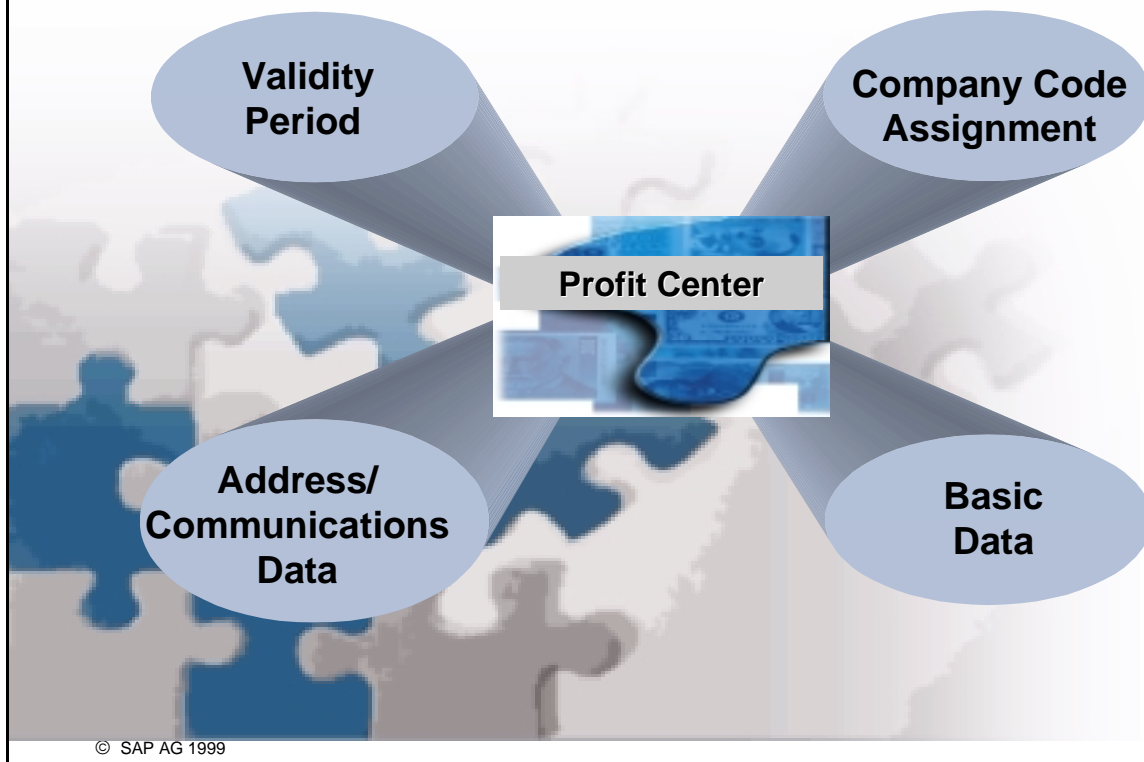 Validity
Period
Company Code
Assignment
Profit Center
Address/
Communications
Data
Basic
Data
© SAP AG 1999